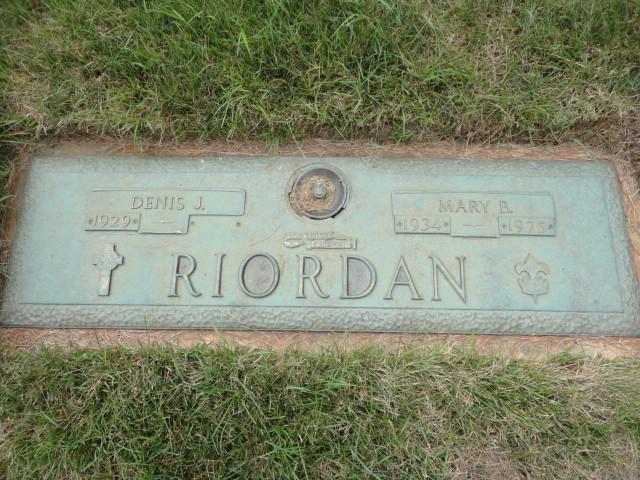 DENIS J.
1929 —
MARY B.
1934 — 1975
RIORDAN